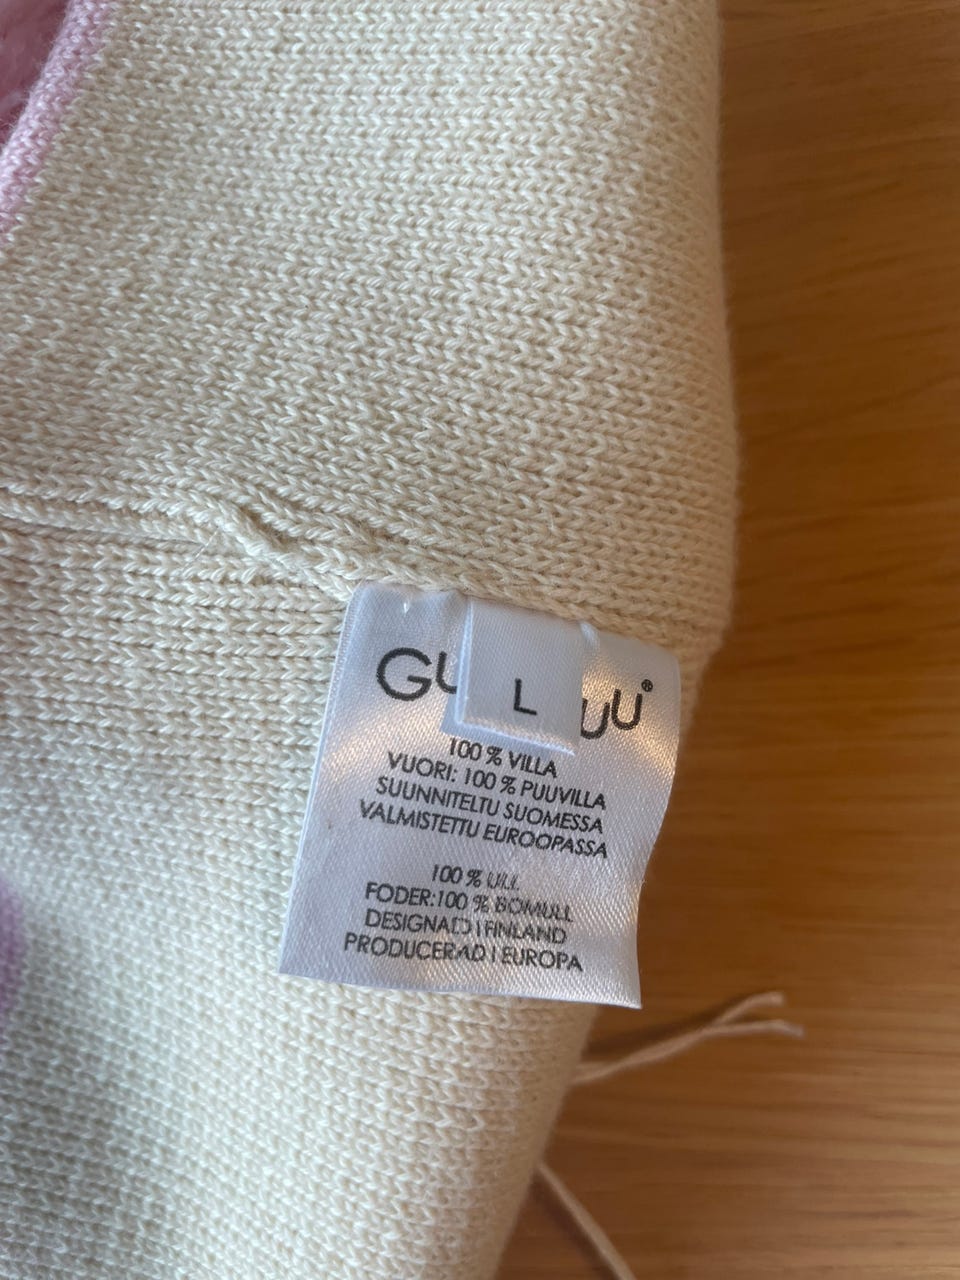 GU UU®
L
100 % VILLA
VUORI: 100 % PUUVILLA
SUUNNITELTU SUOMESSA
VALMISTETTU EUROOPASSA
100 % ULL
FODER:100 % BOMULL
DESIGNAD I FINLAND
PRODUCERAD I EUROPA